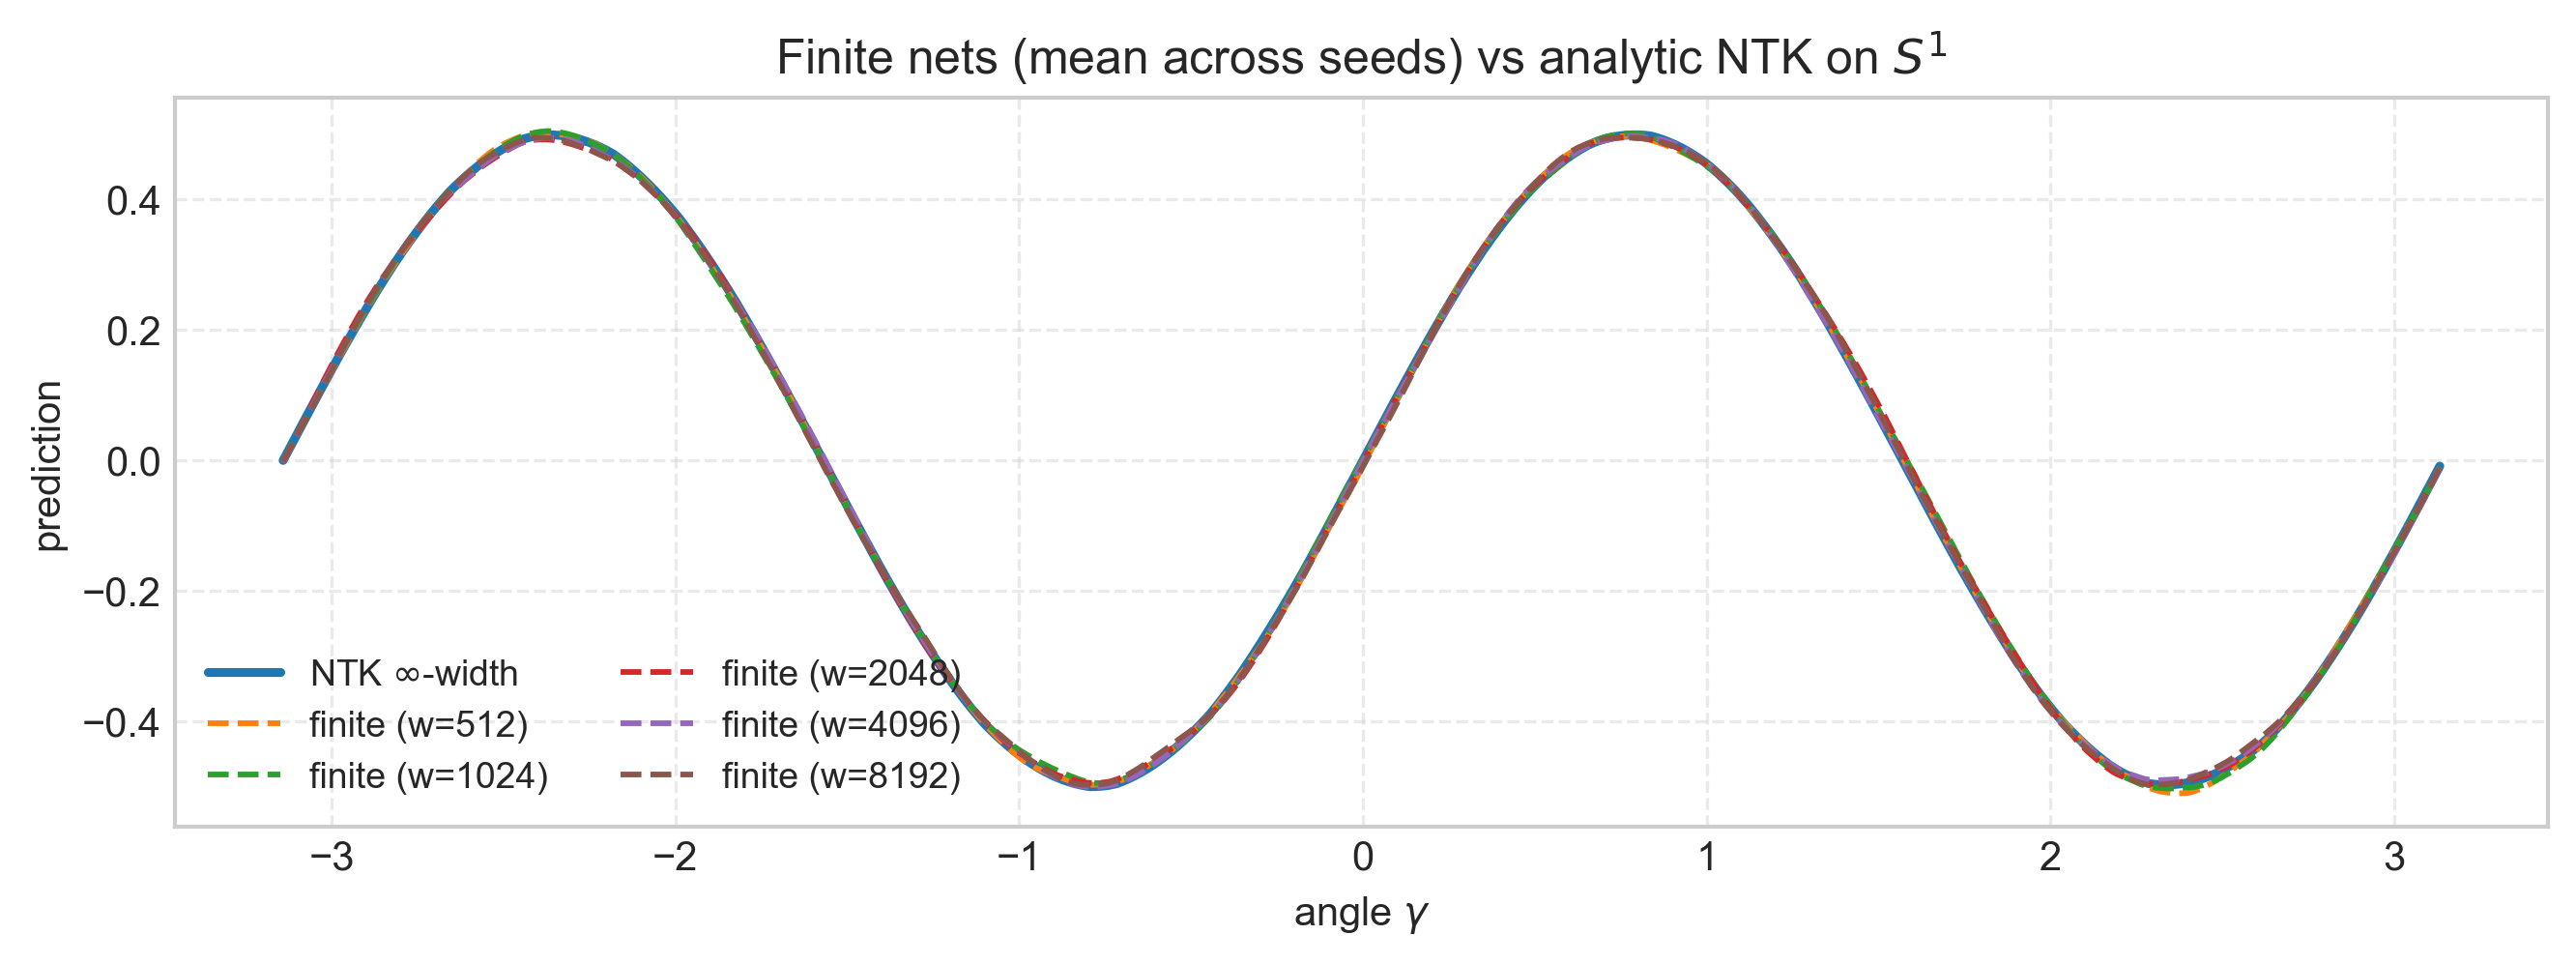 Finite nets (mean across seeds) vs analytic NTK on S¹
prediction
0.4
0.2
0.0
−0.2
−0.4
NTK ∞-width
finite (w=512)
finite (w=1024)
finite (w=2048)
finite (w=4096)
finite (w=8192)
−3 −2 −1 0 1 2 3
angle γ